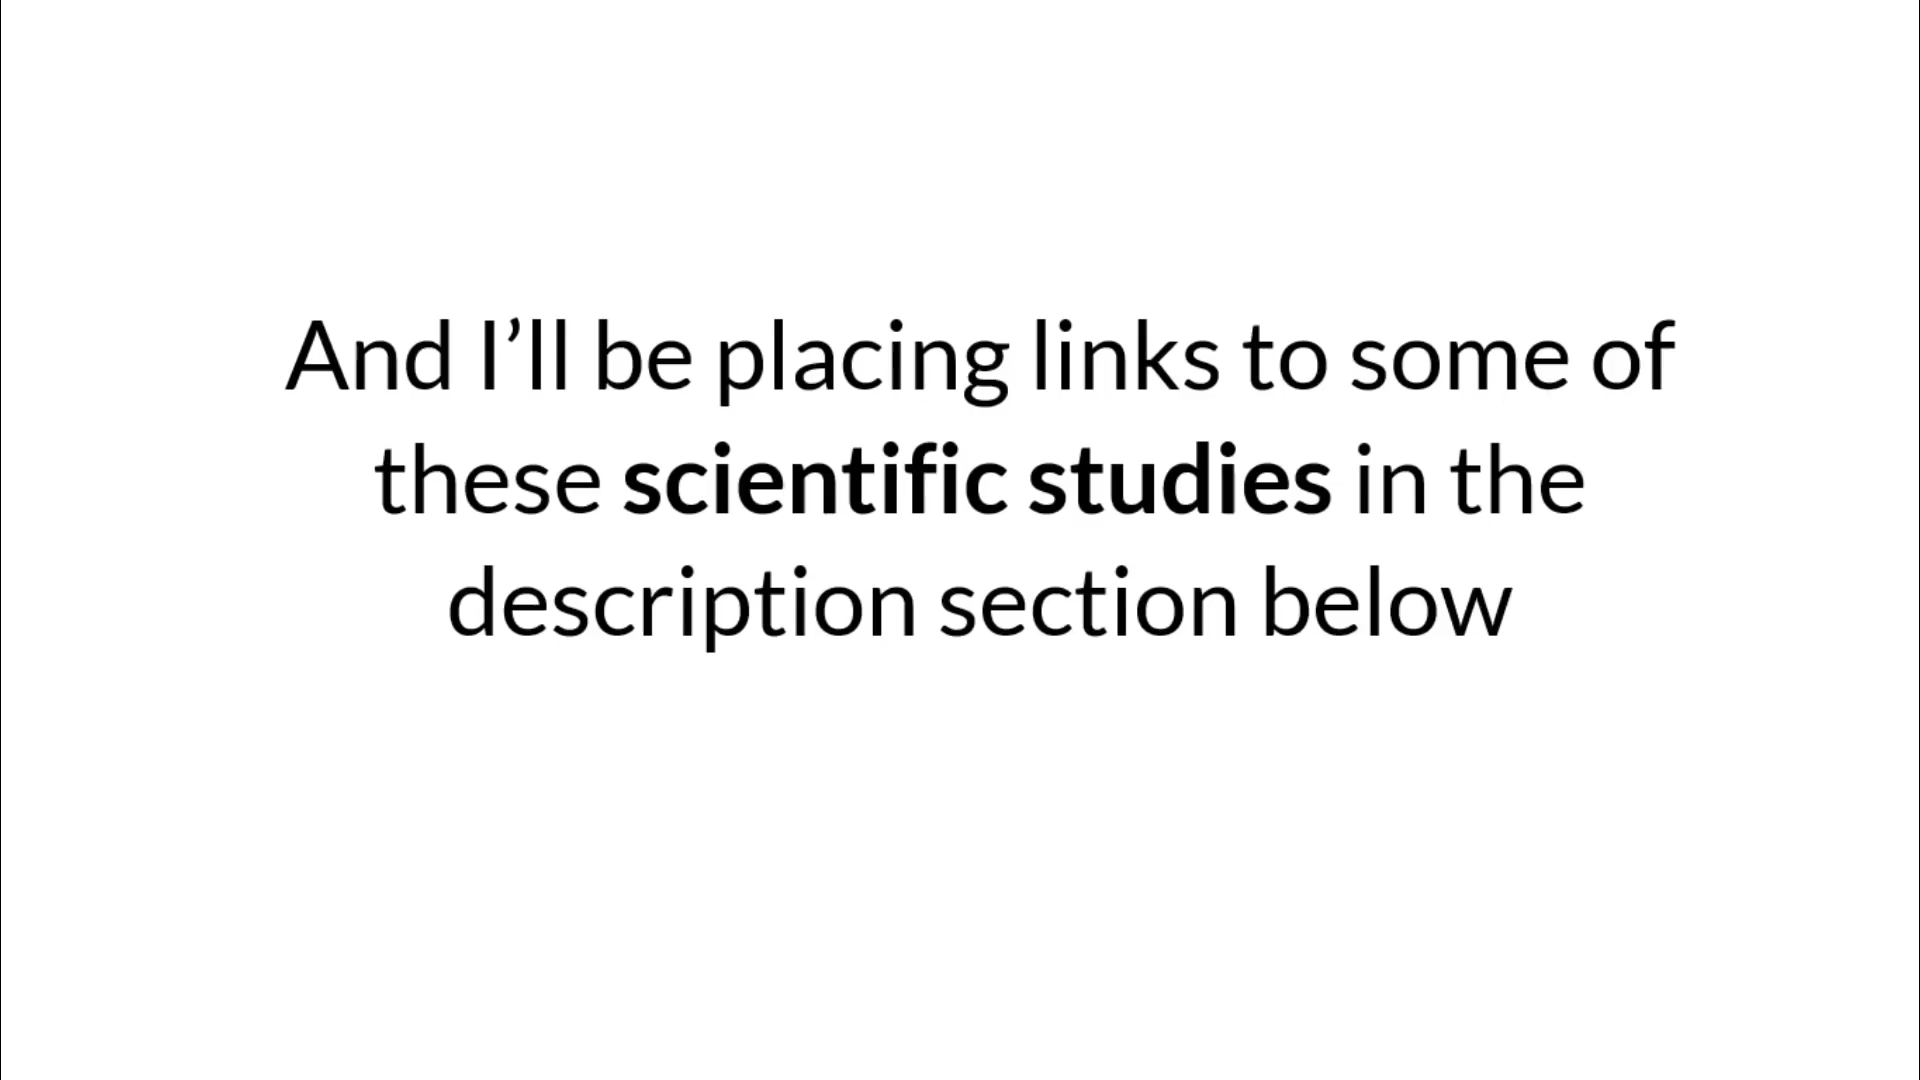 And I’ll be placing links to some of
these scientific studies in the
description section below